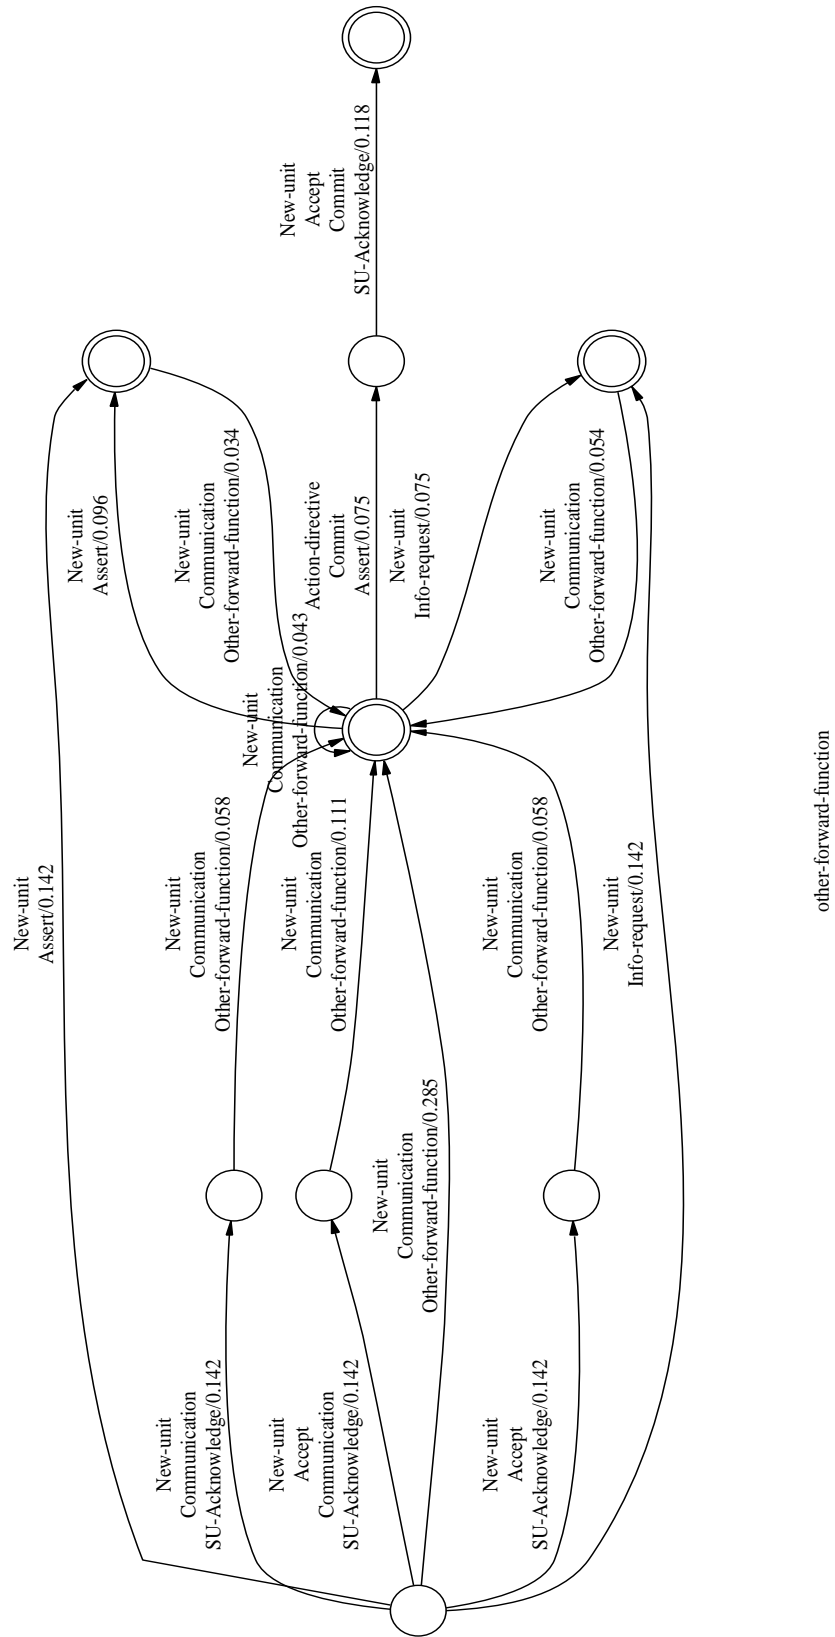 New-unit
Accept
Commit
SU-Acknowledge/0.118
New-unit
Assert/0.096
New-unit
Communication
Other-forward-function/0.034
Action-directive
Commit
Assert/0.075
New-unit
Info-request/0.075
New-unit
Communication
Other-forward-function/0.054
New-unit
Communication
Other-forward-function/0.043
New-unit
Assert/0.142
New-unit
Communication
Other-forward-function/0.058
New-unit
Communication
Other-forward-function/0.111
New-unit
Communication
Other-forward-function/0.058
New-unit
Info-request/0.142
New-unit
Communication
Other-forward-function/0.285
New-unit
Communication
SU-Acknowledge/0.142
New-unit
Accept
Communication
SU-Acknowledge/0.142
New-unit
Accept
SU-Acknowledge/0.142
other-forward-function